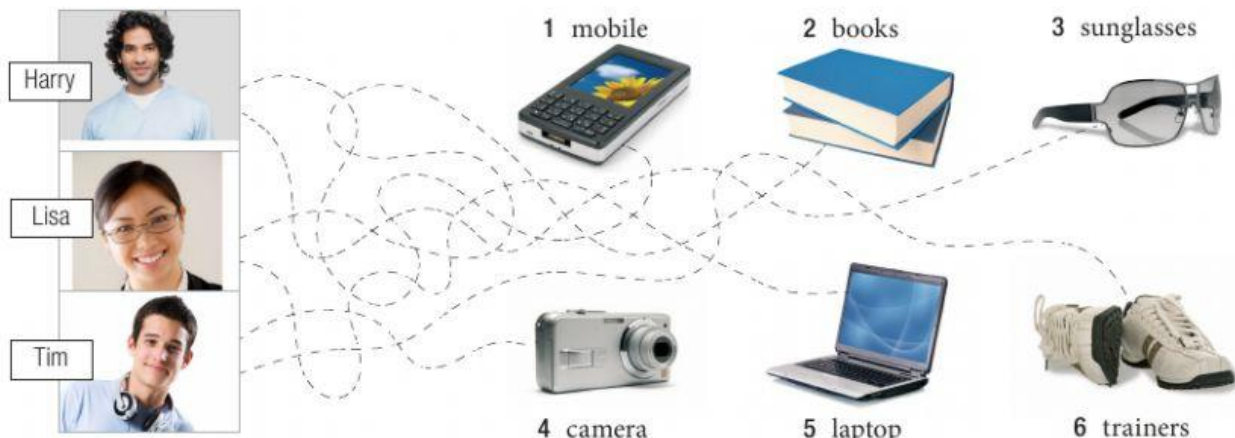 Harry
Lisa
Tim
1 mobile
2 books
3 sunglasses
4 camera
5 laptop
6 trainers